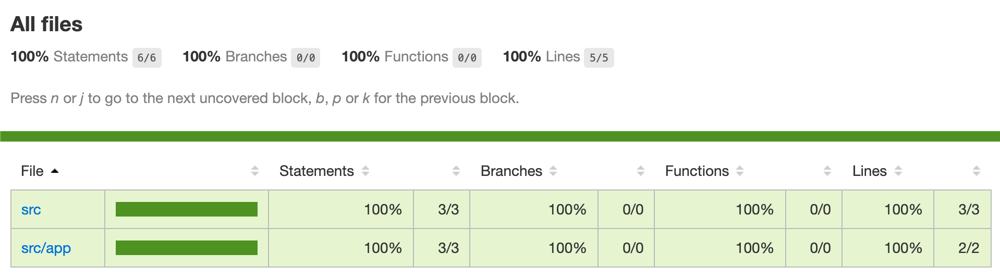 All files
100% Statements 6/6 100% Branches 0/0 100% Functions 0/0 100% Lines 5/5
Press n or j to go to the next uncovered block, b, p or k for the previous block.
File Statements Branches Functions Lines
src 100% 3/3 100% 0/0 100% 0/0 100% 3/3
src/app 100% 3/3 100% 0/0 100% 0/0 100% 2/2